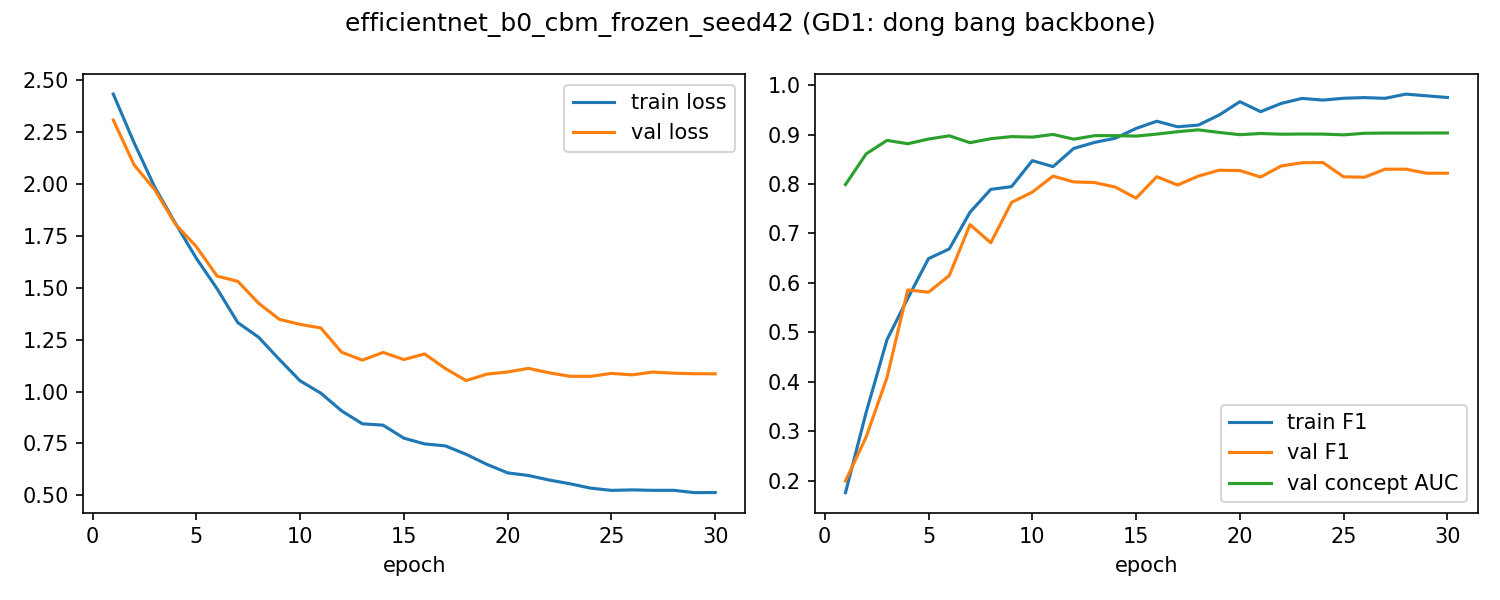 efficientnet_b0_cbm_frozen_seed42 (GD1: dong bang backbone)
2.50
2.25
2.00
1.75
1.50
1.25
1.00
0.75
0.50
0 5 10 15 20 25 30
epoch
train loss
val loss
1.0
0.9
0.8
0.7
0.6
0.5
0.4
0.3
0.2
0 5 10 15 20 25 30
epoch
train F1
val F1
val concept AUC